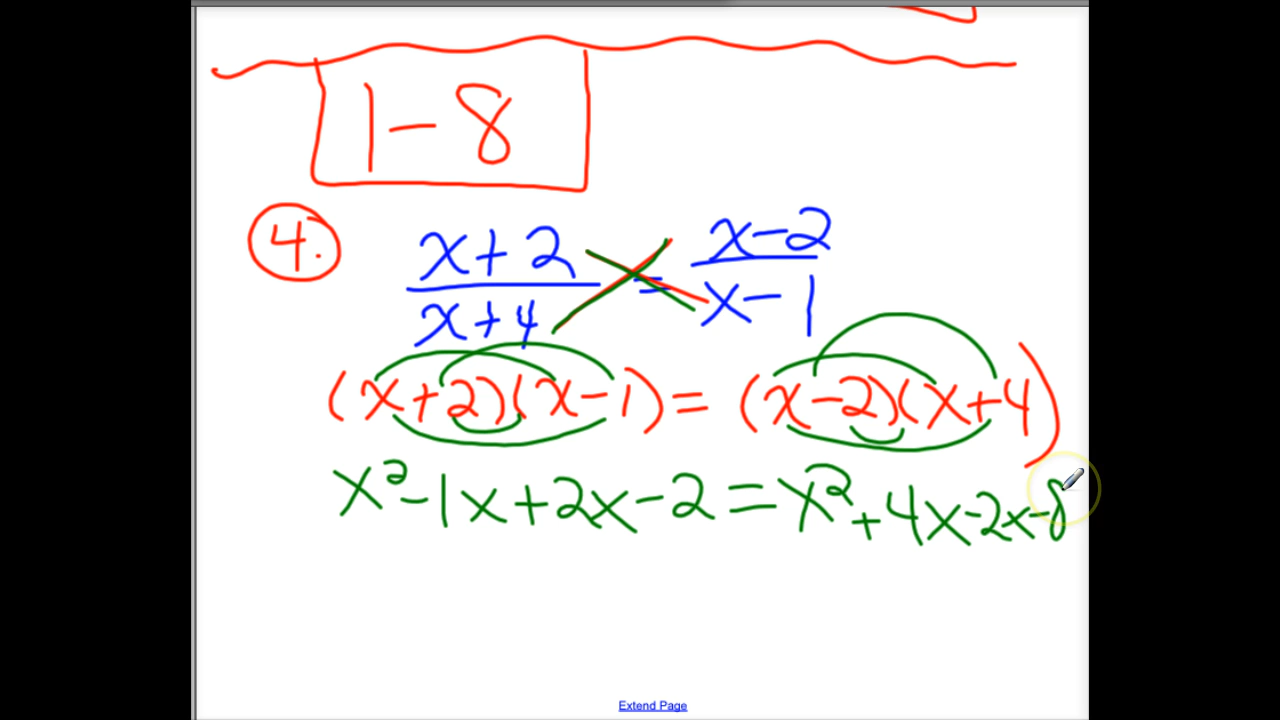 1-8
4. x+2/x+4 = x-2/x-1
(x+2)(x-1) = (x-2)(x+4)
x²-1x+2x-2=x²+4x-2x-8
Extend Page